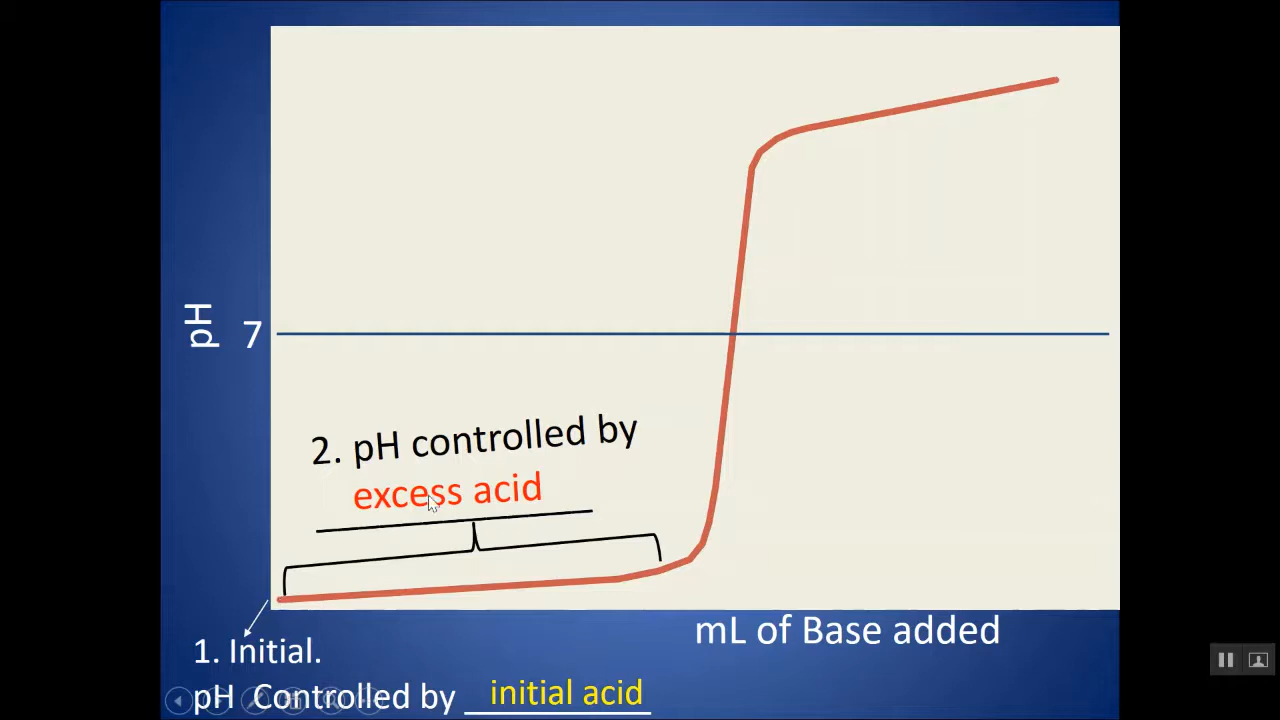 pH
7
2. pH controlled by
excess acid
mL of Base added
1. Initial.
pH Controlled by initial acid